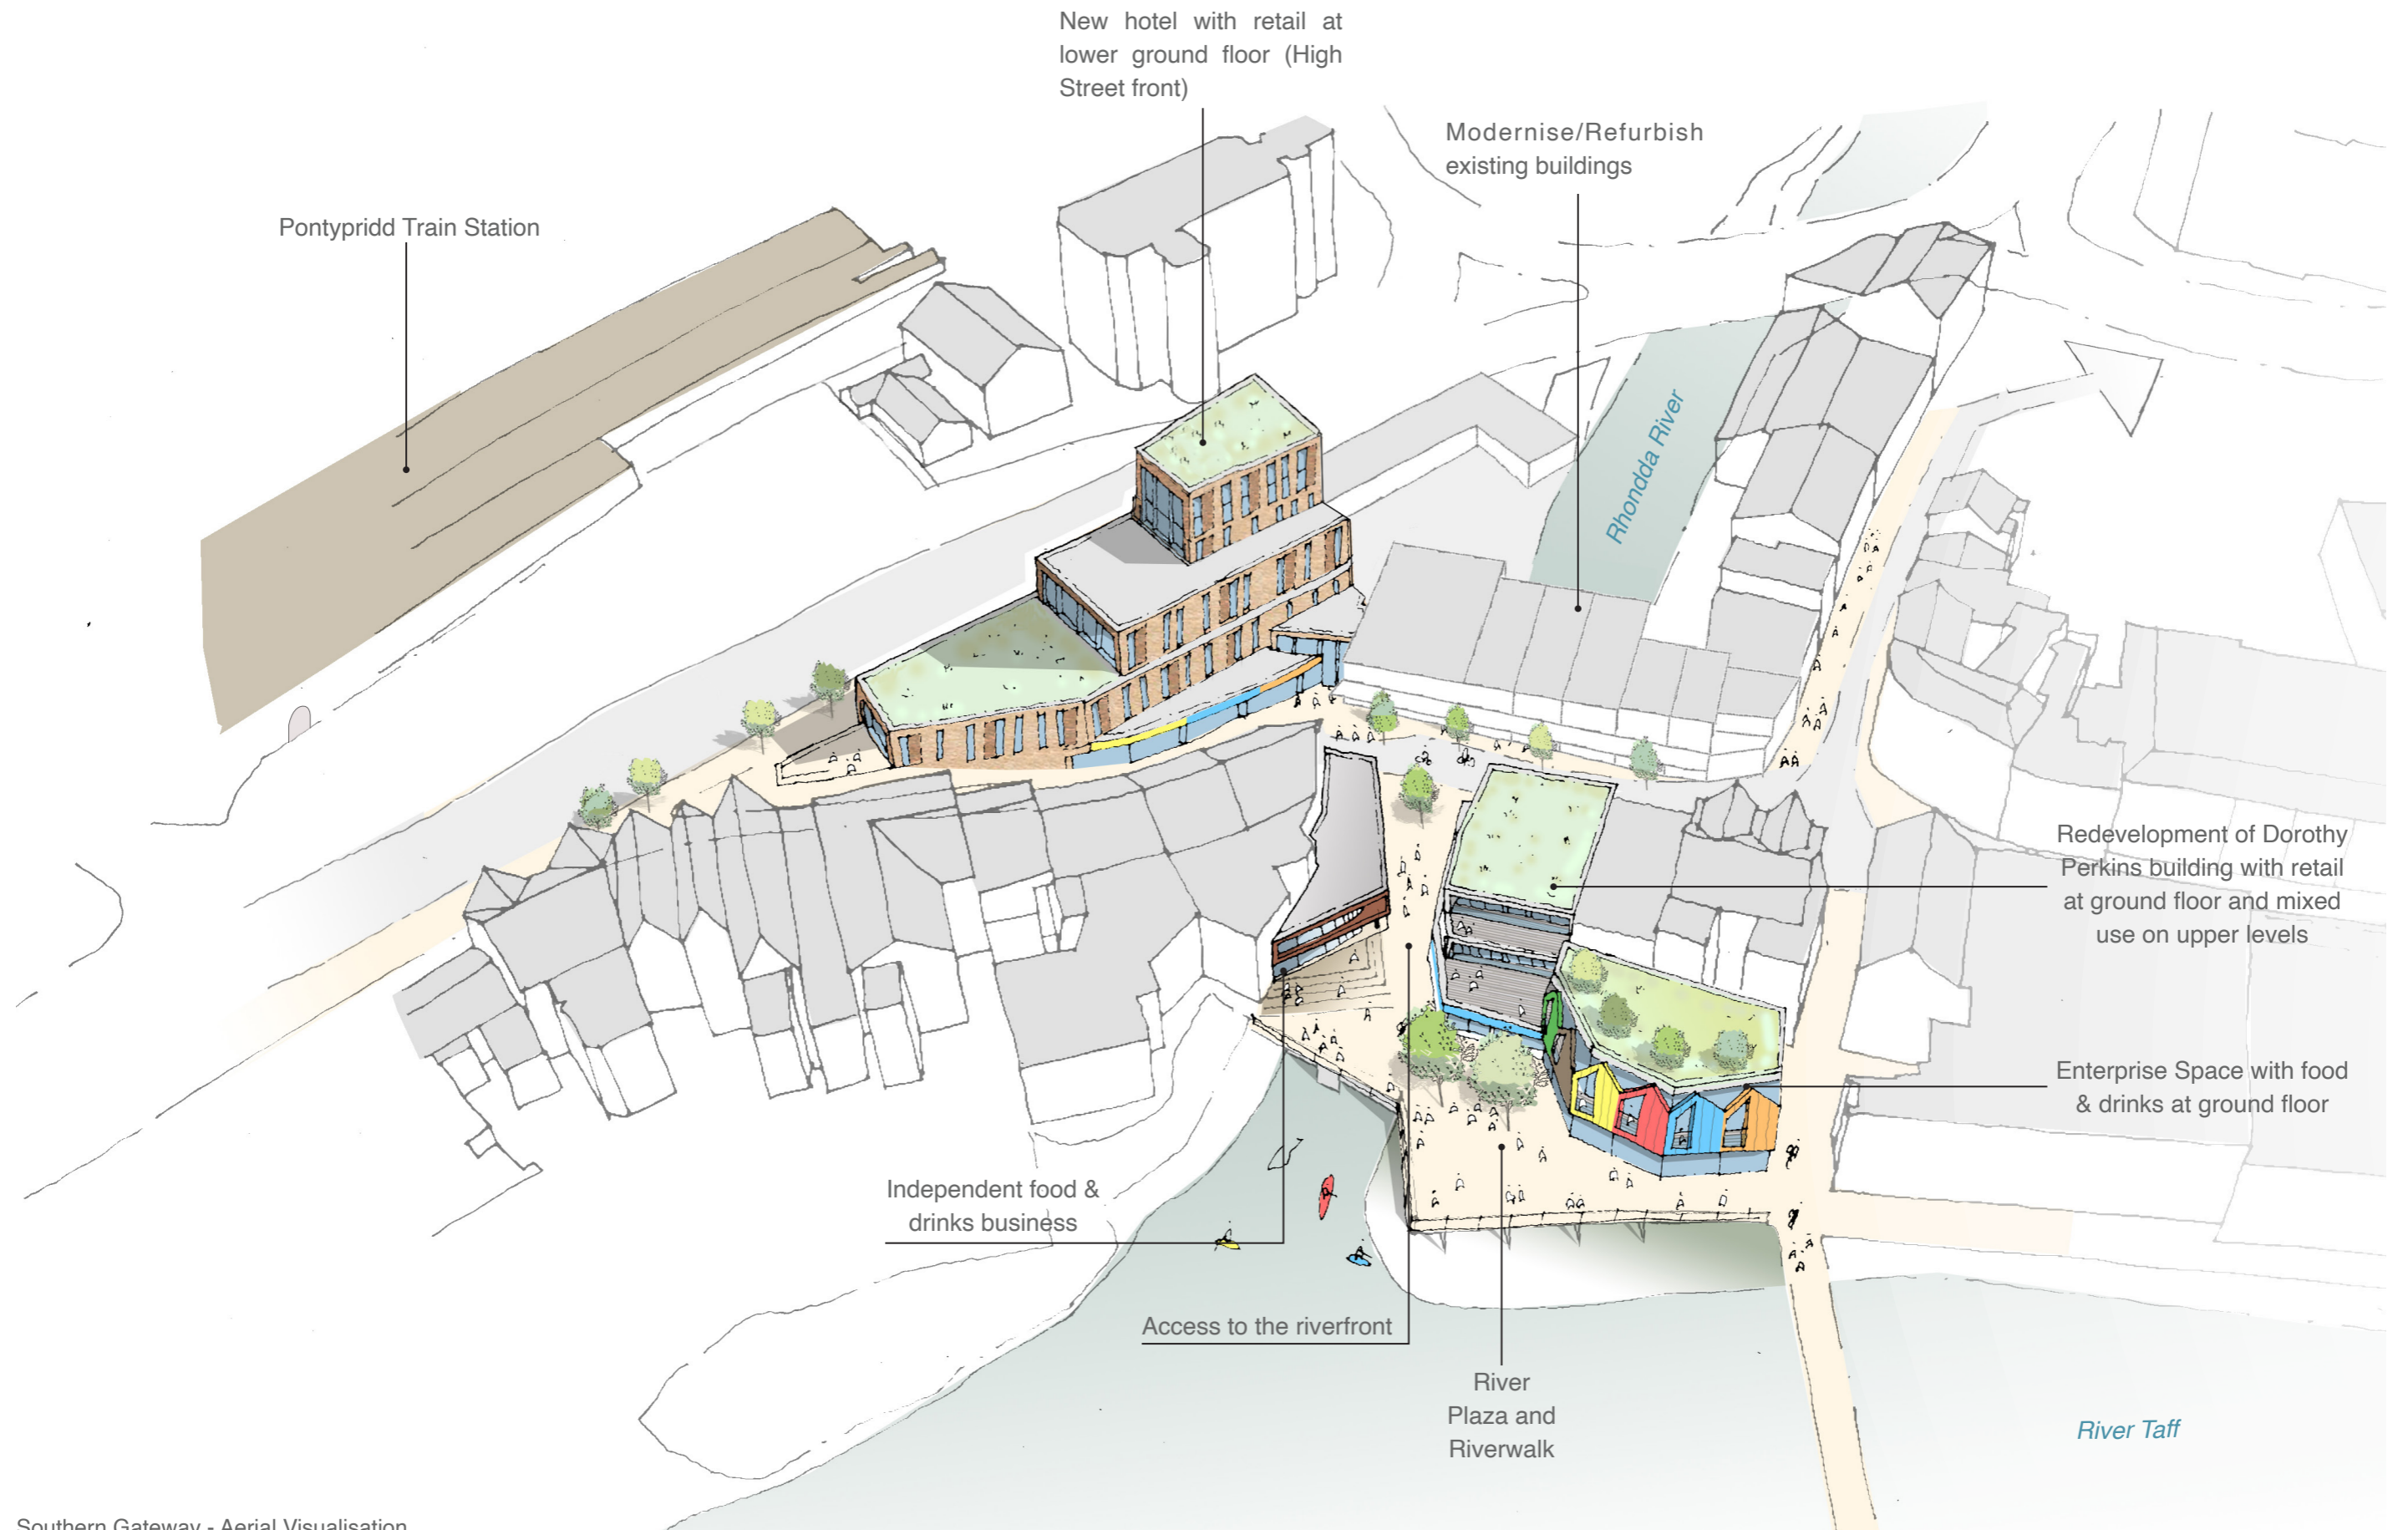 New hotel with retail at
lower ground floor (High
Street front)
Modernise/Refurbish
existing buildings
Pontypridd Train Station
Rhondda River
Redevelopment of Dorothy
Perkins building with retail
at ground floor and mixed
use on upper levels
Enterprise Space with food
& drinks at ground floor
Independent food &
drinks business
Access to the riverfront
River
Plaza and
Riverwalk
River Taff
Southern Gateway - Aerial Visualisation